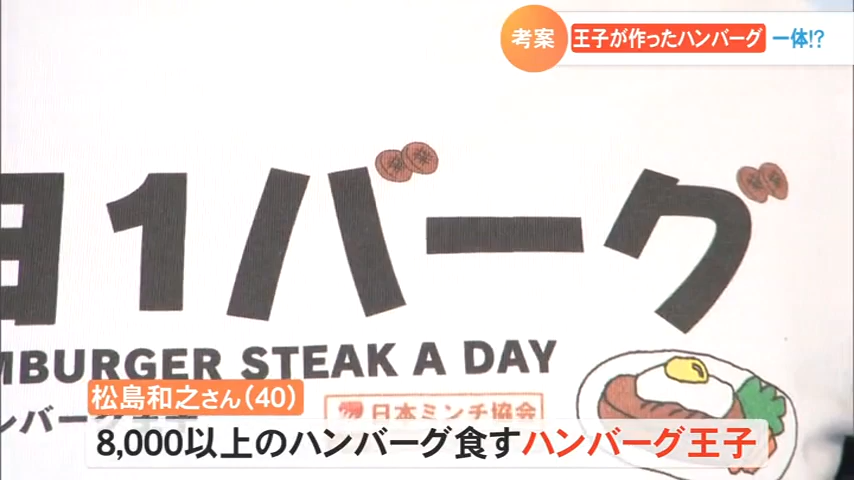 考案
王子が作ったハンバーグ 一体!?
日1バーグ
MBURGER STEAK A DAY
松島和之さん(40)
日本ミンチ協会
8,000以上のハンバーグ食すハンバーグ王子